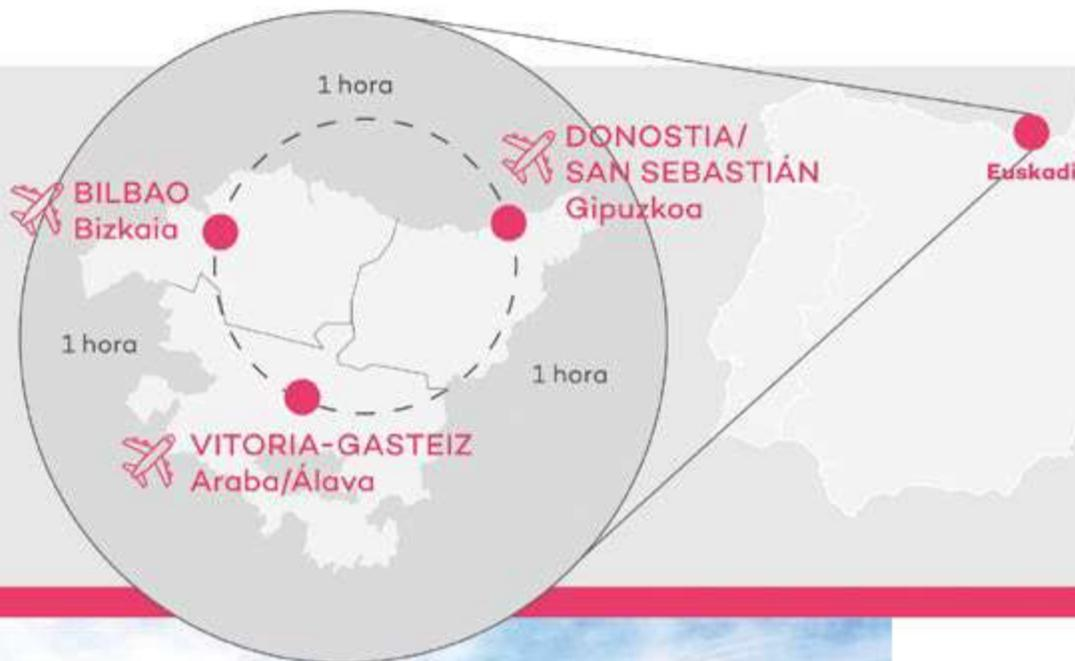 1 hora
DONOSTIA/
SAN SEBASTIÁN
Gipuzkoa
Euskadi
BILBAO
Bizkaia
1 hora
1 hora
VITORIA-GASTEIZ
Araba/Álava